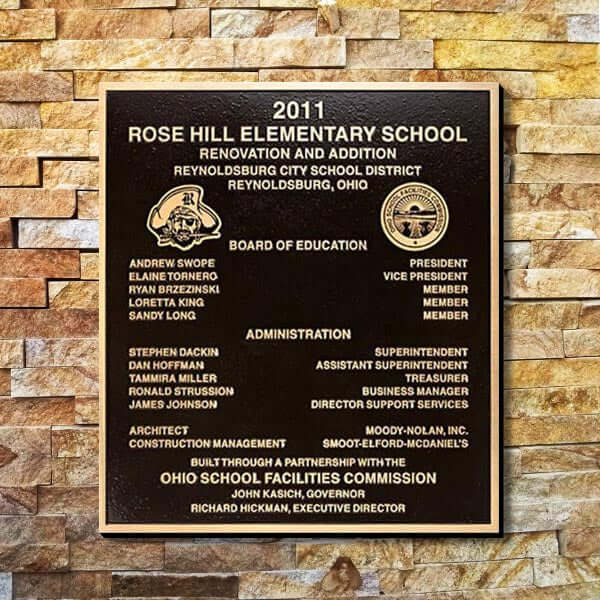 2011
ROSE HILL ELEMENTARY SCHOOL
RENOVATION AND ADDITION
REYNOLDSBURG CITY SCHOOL DISTRICT
REYNOLDSBURG, OHIO
R
OHIO SCHOOL FACILITIES COMMISSION
BOARD OF EDUCATION
ANDREW SWOPE PRESIDENT
ELAINE TORNERO VICE PRESIDENT
RYAN BRZEZINSKI MEMBER
LORETTA KING MEMBER
SANDY LONG MEMBER
ADMINISTRATION
STEPHEN DACKIN SUPERINTENDENT
DAN HOFFMAN ASSISTANT SUPERINTENDENT
TAMMIRA MILLER TREASURER
RONALD STRUSSION BUSINESS MANAGER
JAMES JOHNSON DIRECTOR SUPPORT SERVICES
ARCHITECT MOODY-NOLAN, INC.
CONSTRUCTION MANAGEMENT SMOOT-ELFORD-MCDANIEL'S
BUILT THROUGH A PARTNERSHIP WITH THE
OHIO SCHOOL FACILITIES COMMISSION
JOHN KASICH, GOVERNOR
RICHARD HICKMAN, EXECUTIVE DIRECTOR